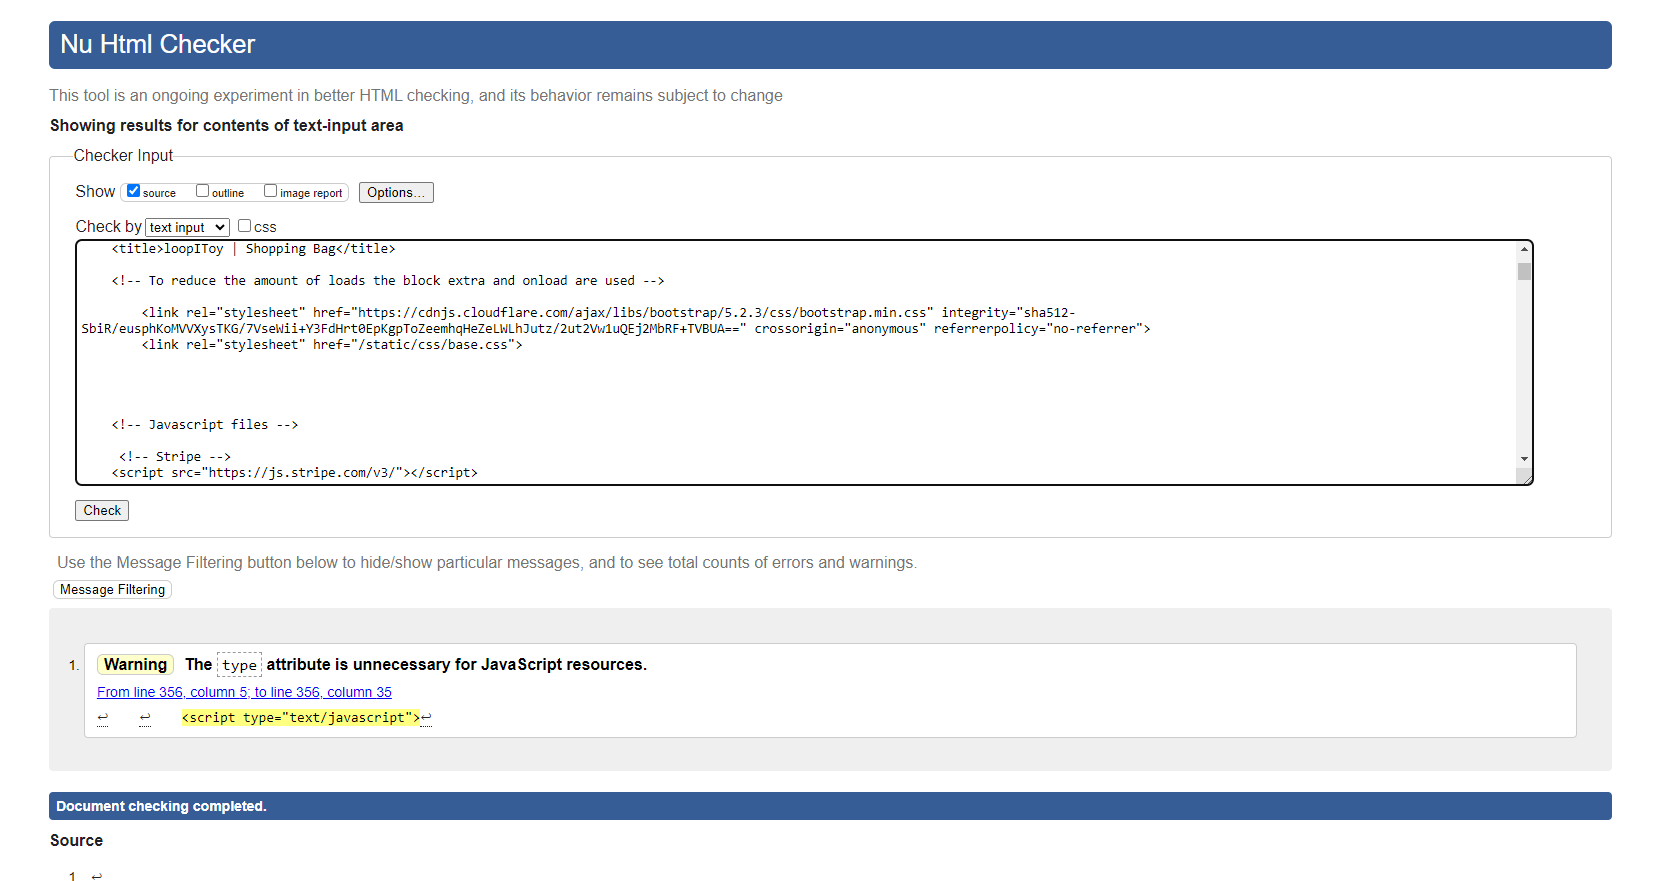 Nu Html Checker
This tool is an ongoing experiment in better HTML checking, and its behavior remains subject to change
Showing results for contents of text-input area
Checker Input
Show source outline image report Options...
Check by text input css
<title>loopIToy | Shopping Bag</title>
<!-- To reduce the amount of loads the block extra and onload are used -->
<link rel="stylesheet" href="https://cdnjs.cloudflare.com/ajax/libs/bootstrap/5.2.3/css/bootstrap.min.css" integrity="sha512-
SbiR/eusphKoMVVXysTKG/7VseWii+Y3FdHrt0EpKgpToZeemhqHeZeLWLhJutz/2ut2Vw1uQEj2MbRF+TVBUA==" crossorigin="anonymous" referrerpolicy="no-referrer">
<link rel="stylesheet" href="/static/css/base.css">
<!-- Javascript files -->
<!-- Stripe -->
<script src="https://js.stripe.com/v3/"></script>
Check
Use the Message Filtering button below to hide/show particular messages, and to see total counts of errors and warnings.
Message Filtering
1. Warning The type attribute is unnecessary for JavaScript resources.
From line 356, column 5; to line 356, column 35
↩ ↩ <script type="text/javascript">↩
Document checking completed.
Source
1 ↩